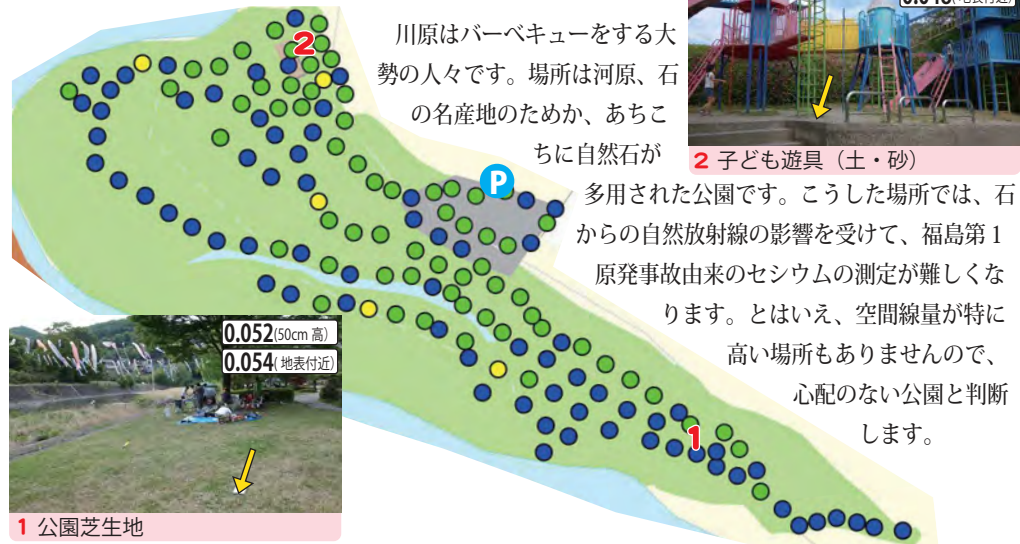 川原はバーベキューをする大
勢の人々です。場所は河原、石
の名産地のためか、あちこ
ちに自然石が
多用された公園です。こうした場所では、石
からの自然放射線の影響を受けて、福島第1
原発事故由来のセシウムの測定が難しくな
ります。とはいえ、空間線量が特に
高い場所もありませんので、
心配のない公園と判断
します。
2
P
1
2 子ども遊具（土・砂）
0.052(50cm 高)
0.054(地表付近)
1 公園芝生地